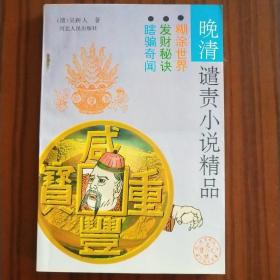 [清]吴趼人 著
河北人民出版社
糊涂世界
发财秘诀
瞎骗奇闻
晚清谴责小说精品
咸豐重寶